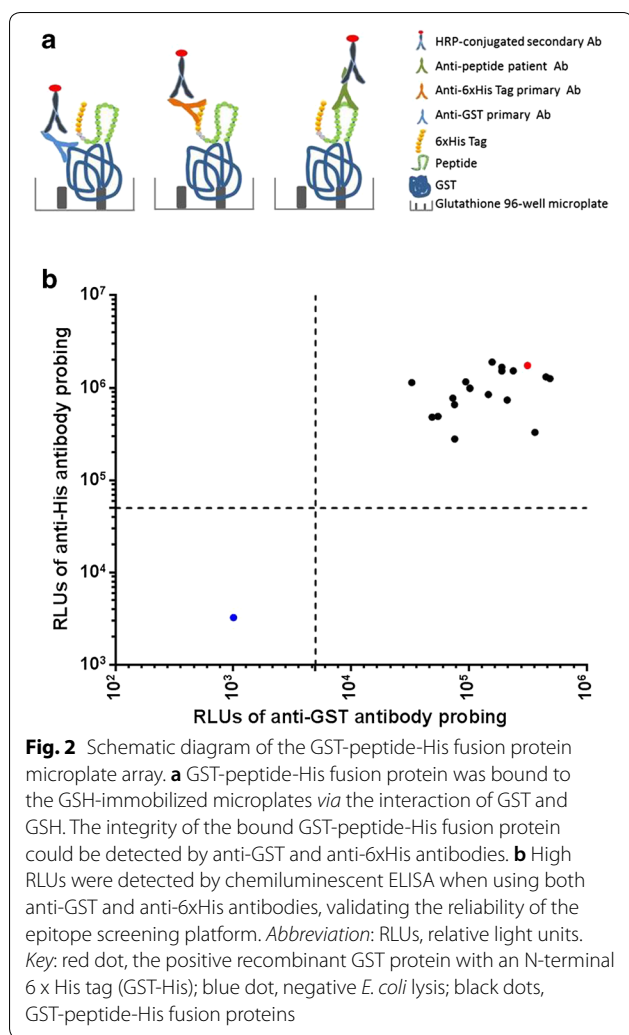 a
HRP-conjugated secondary Ab
Anti-peptide patient Ab
Anti-6xHis Tag primary Ab
Anti-GST primary Ab
6xHis Tag
Peptide
GST
Glutathione 96-well microplate
b
RLUs of anti-His antibody probing
10⁷
10⁶
10⁵
10⁴
10³
10² 10³ 10⁴ 10⁵ 10⁶
RLUs of anti-GST antibody probing
Fig. 2 Schematic diagram of the GST-peptide-His fusion protein
microplate array. a GST-peptide-His fusion protein was bound to
the GSH-immobilized microplates via the interaction of GST and
GSH. The integrity of the bound GST-peptide-His fusion protein
could be detected by anti-GST and anti-6xHis antibodies. b High
RLUs were detected by chemiluminescent ELISA when using both
anti-GST and anti-6xHis antibodies, validating the reliability of the
epitope screening platform. Abbreviation: RLUs, relative light units.
Key: red dot, the positive recombinant GST protein with an N-terminal
6 x His tag (GST-His); blue dot, negative E. coli lysis; black dots,
GST-peptide-His fusion proteins